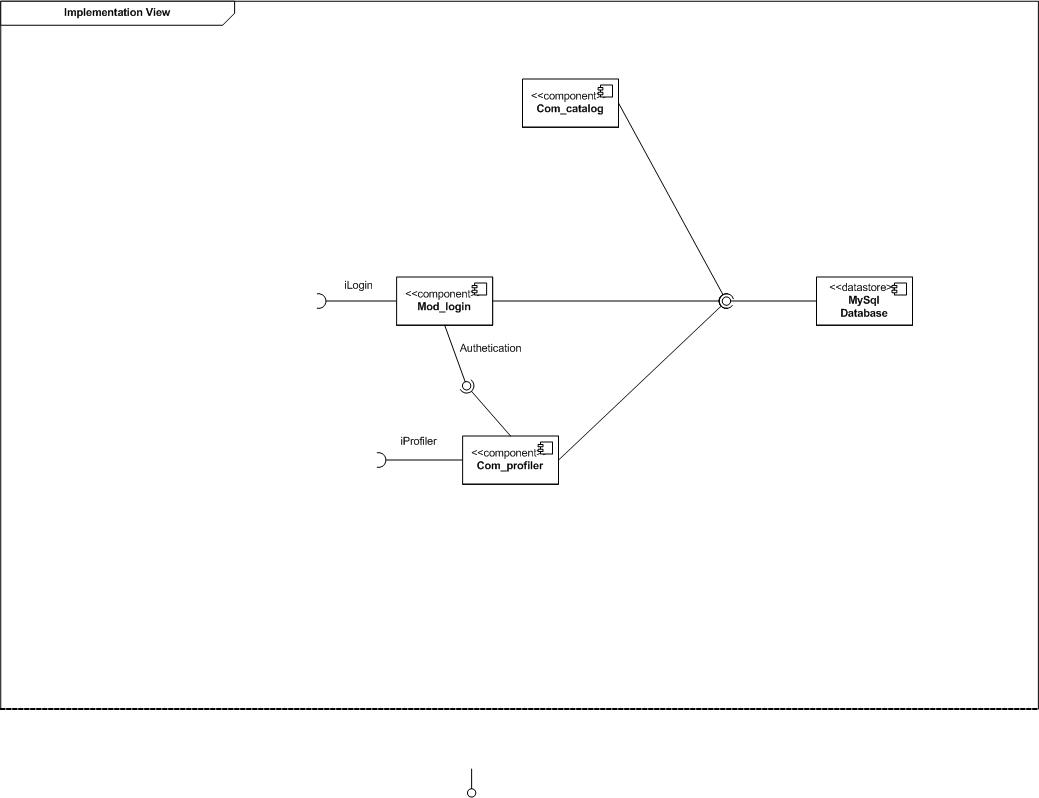 Implementation View
<<component>>
Com_catalog
iLogin
<<component>>
Mod_login
<<datastore>>
MySql
Database
Authetication
iProfiler
<<component>>
Com_profiler